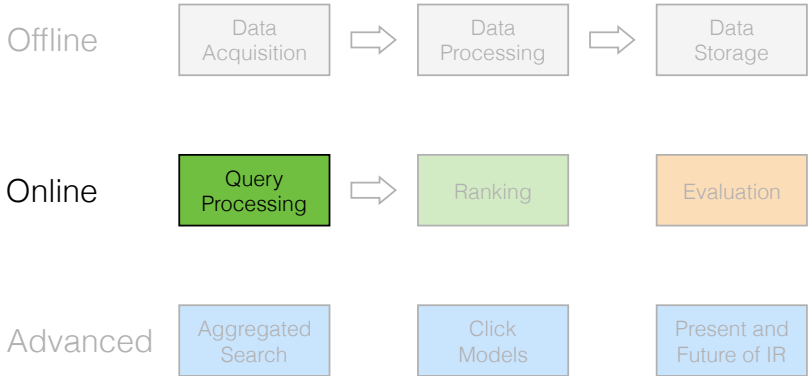 Offline
Data
Acquisition
Data
Processing
Data
Storage
Online
Query
Processing
Ranking
Evaluation
Advanced
Aggregated
Search
Click
Models
Present and
Future of IR